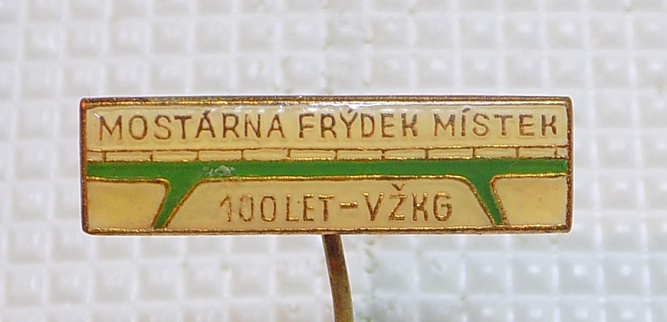 MOSTÁRNA FRÝDEK MÍSTEK
100 LET - VŽKG